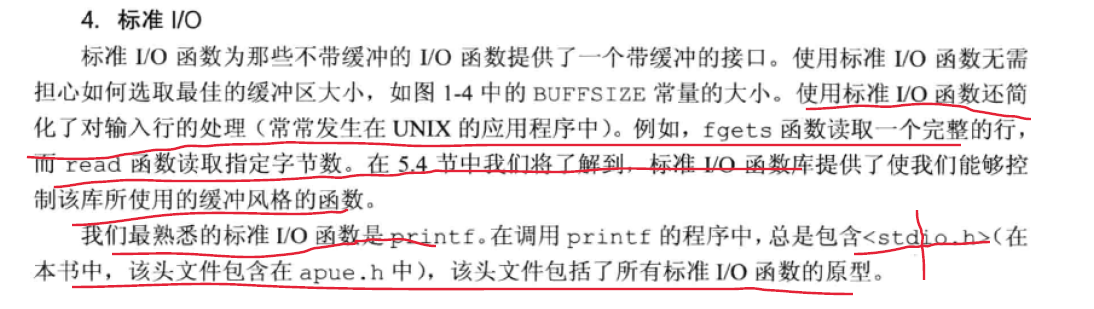 4. 标准 I/O
标准 I/O 函数为那些不带缓冲的 I/O 函数提供了一个带缓冲的接口。使用标准 I/O 函数无需
担心如何选取最佳的缓冲区大小，如图 1-4 中的 BUFFSIZE 常量的大小。使用标准 I/O 函数还简
化了对输入行的处理（常常发生在 UNIX 的应用程序中）。例如，fgets 函数读取一个完整的行，
而 read 函数读取指定字节数。在 5.4 节中我们将了解到，标准 I/O 函数库提供了使我们能够控
制该库所使用的缓冲风格的函数。
我们最熟悉的标准 I/O 函数是 printf。在调用 printf 的程序中，总是包含<stdio.h>（在
本书中，该头文件包含在 apue.h 中），该头文件包括了所有标准 I/O 函数的原型。